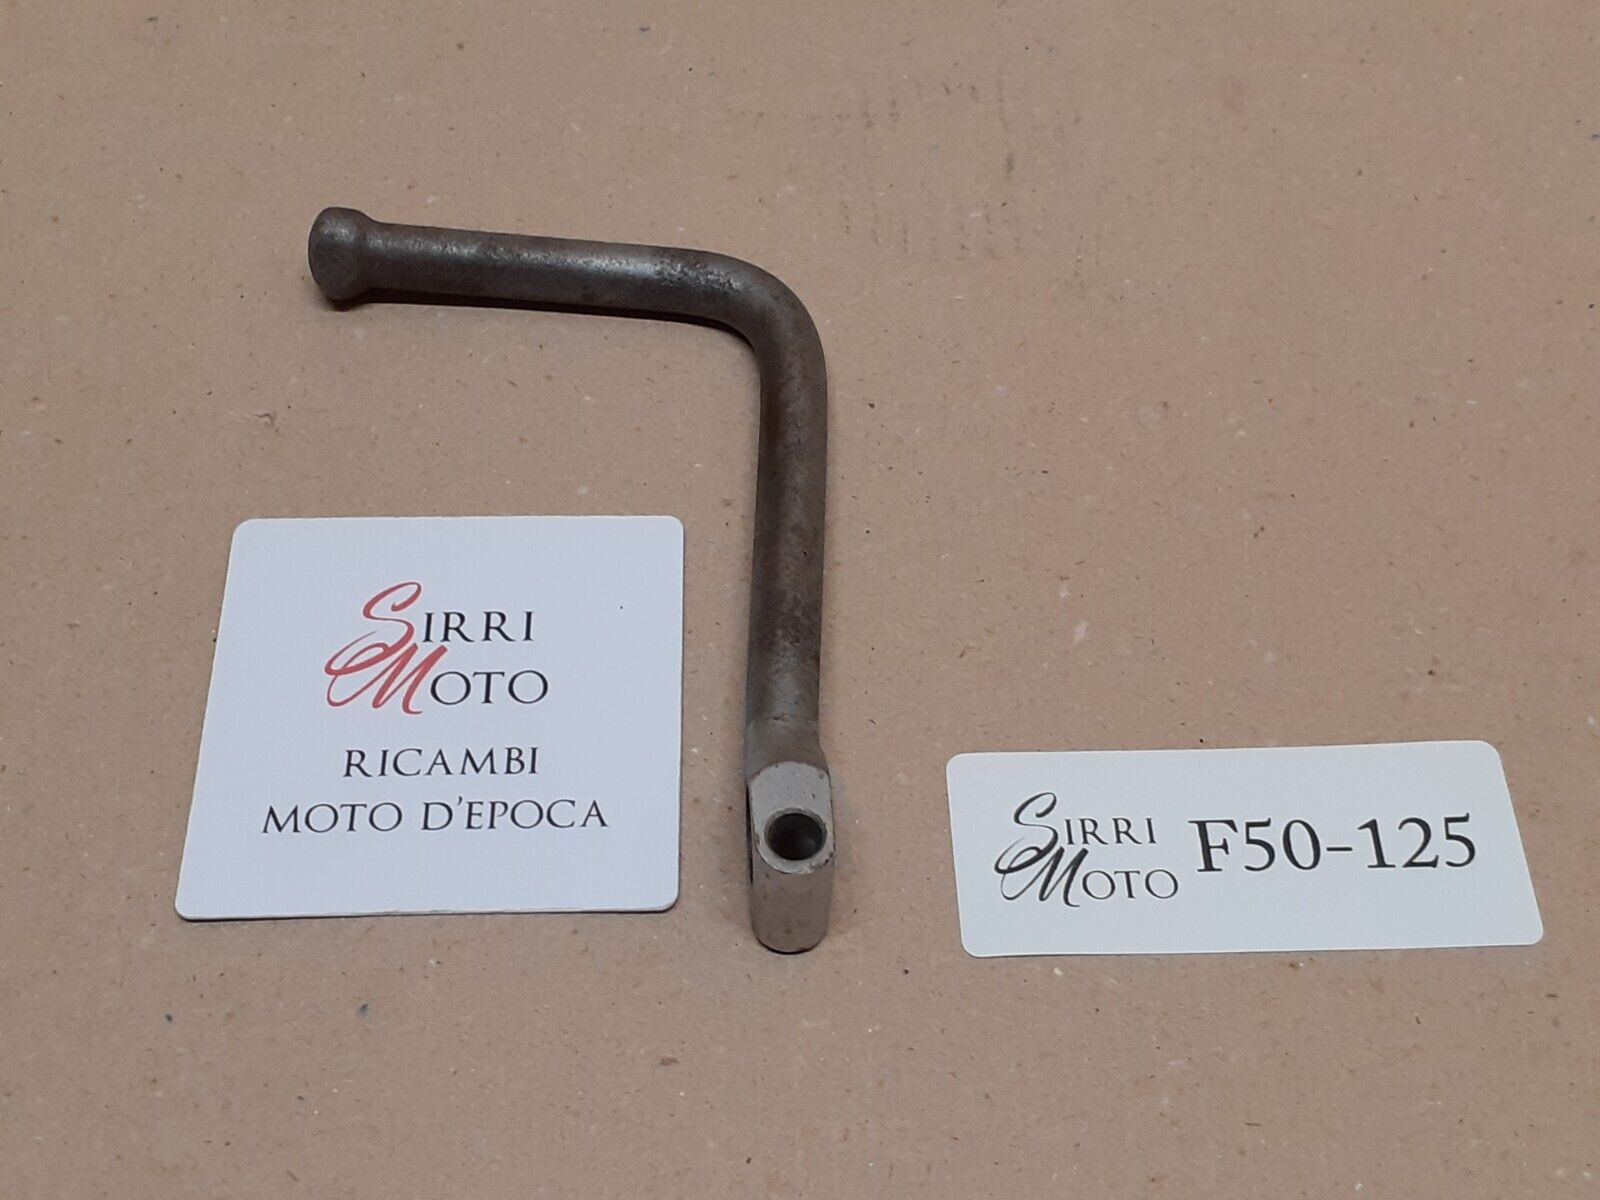 SIRRI
MOTO
RICAMBI
MOTO D'EPOCA
SIRRI
MOTO
F50-125